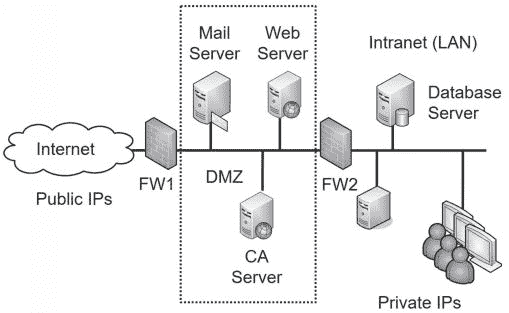 Mail
Server
Web
Server
Intranet (LAN)
Database
Server
Internet
Public IPs
FW1
DMZ
FW2
CA
Server
Private IPs